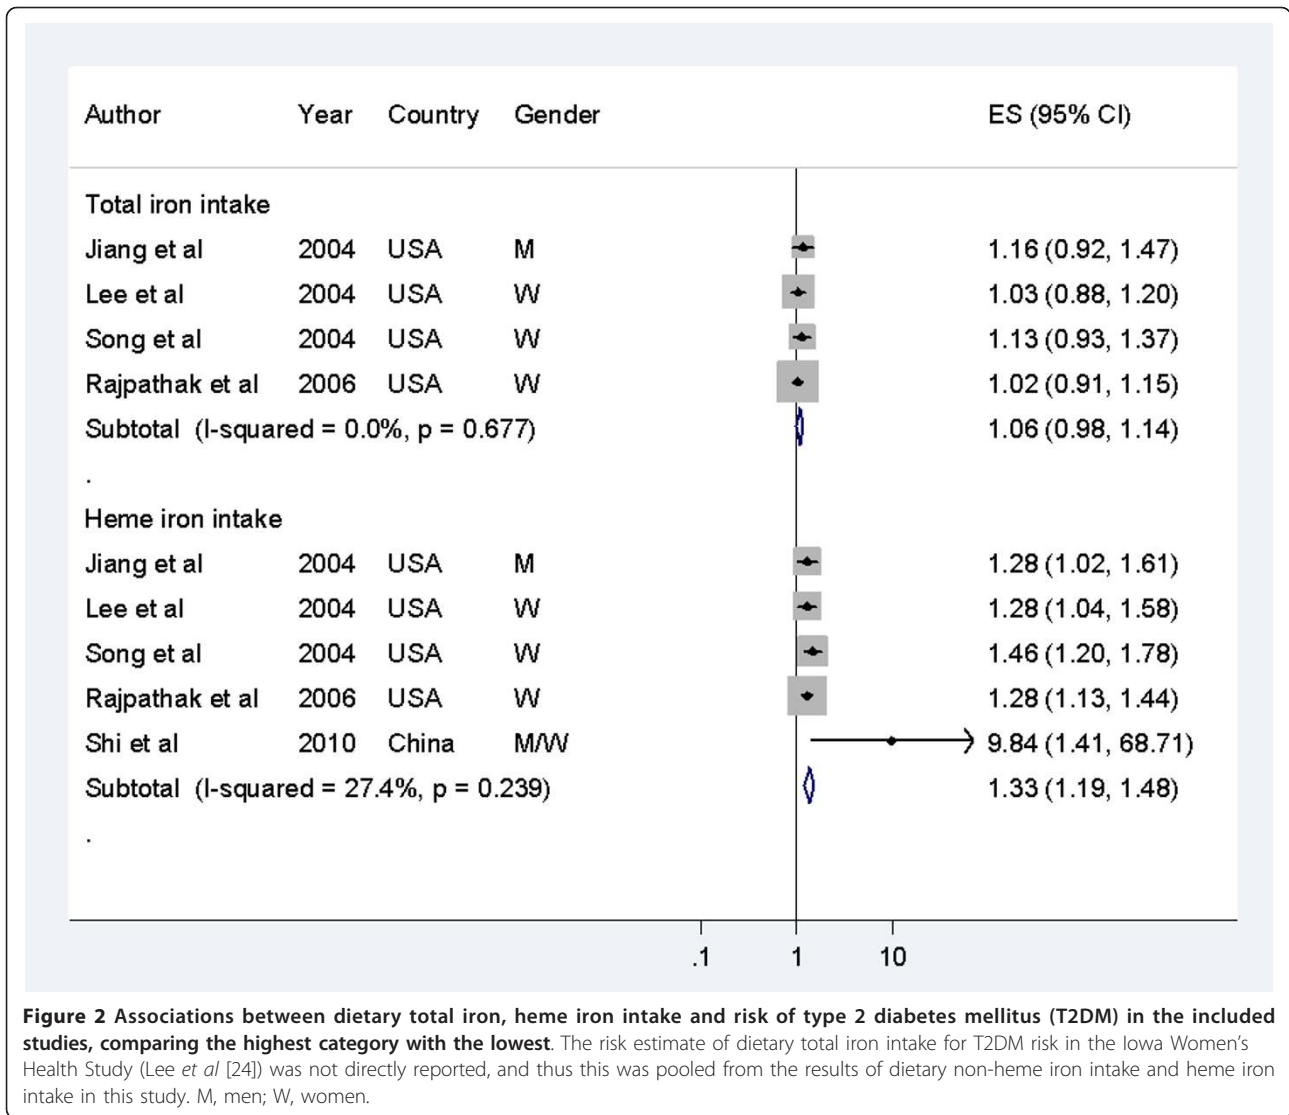 Author Year Country Gender ES (95% CI)
Total iron intake
Jiang et al 2004 USA M 1.16 (0.92, 1.47)
Lee et al 2004 USA W 1.03 (0.88, 1.20)
Song et al 2004 USA W 1.13 (0.93, 1.37)
Rajpathak et al 2006 USA W 1.02 (0.91, 1.15)
Subtotal (I-squared = 0.0%, p = 0.677) 1.06 (0.98, 1.14)
.
Heme iron intake
Jiang et al 2004 USA M 1.28 (1.02, 1.61)
Lee et al 2004 USA W 1.28 (1.04, 1.58)
Song et al 2004 USA W 1.46 (1.20, 1.78)
Rajpathak et al 2006 USA W 1.28 (1.13, 1.44)
Shi et al 2010 China M/W 9.84 (1.41, 68.71)
Subtotal (I-squared = 27.4%, p = 0.239) 1.33 (1.19, 1.48)
.
.1 1 10
Figure 2 Associations between dietary total iron, heme iron intake and risk of type 2 diabetes mellitus (T2DM) in the included
studies, comparing the highest category with the lowest. The risk estimate of dietary total iron intake for T2DM risk in the Iowa Women's
Health Study (Lee et al [24]) was not directly reported, and thus this was pooled from the results of dietary non-heme iron intake and heme iron
intake in this study. M, men; W, women.